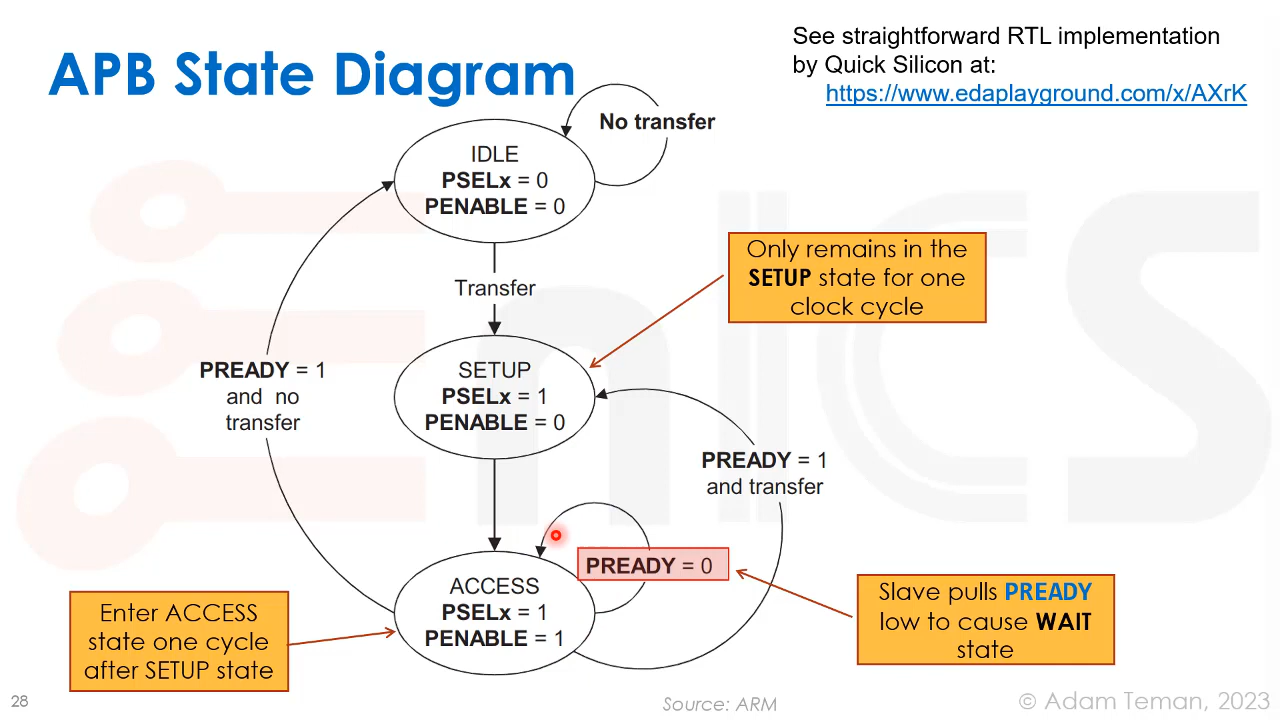 APB State Diagram
See straightforward RTL implementation
by Quick Silicon at:
https://www.edaplayground.com/x/AXrK
No transfer
IDLE
PSELx = 0
PENABLE = 0
Transfer
Only remains in the
SETUP state for one
clock cycle
SETUP
PSELx = 1
PENABLE = 0
PREADY = 1
and no
transfer
PREADY = 1
and transfer
PREADY = 0
ACCESS
PSELx = 1
PENABLE = 1
Enter ACCESS
state one cycle
after SETUP state
Slave pulls PREADY
low to cause WAIT
state
28
Source: ARM
© Adam Teman, 2023
nICS